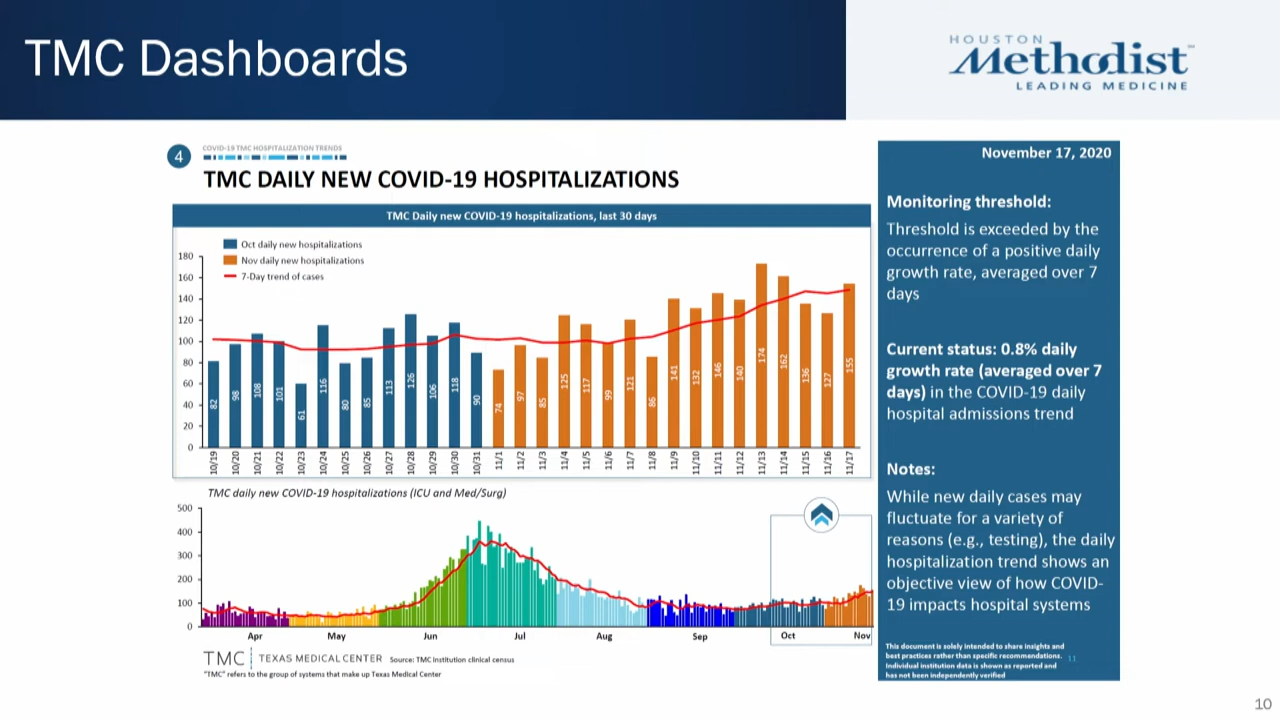 TMC Dashboards
HOUSTON
Methodist
LEADING MEDICINE
4
COVID-19 TMC HOSPITALIZATION TRENDS
TMC DAILY NEW COVID-19 HOSPITALIZATIONS
TMC Daily new COVID-19 hospitalizations, last 30 days
Oct daily new hospitalizations
Nov daily new hospitalizations
7-Day trend of cases
180
160
140
120
100
80
60
40
20
0
82 98 108 101 61 116 80 85 113 126 106 118 90 74 97 85 125 117 99 121 86 141 132 146 140 174 162 136 127 155
10/19 10/20 10/21 10/22 10/23 10/24 10/25 10/26 10/27 10/28 10/29 10/30 10/31 11/1 11/2 11/3 11/4 11/5 11/6 11/7 11/8 11/9 11/10 11/11 11/12 11/13 11/14 11/15 11/16 11/17
TMC daily new COVID-19 hospitalizations (ICU and Med/Surg)
500
400
300
200
100
0
Apr May Jun Jul Aug Sep Oct Nov
TMC TEXAS MEDICAL CENTER Source: TMC institution clinical census
"TMC" refers to the group of systems that make up Texas Medical Center
November 17, 2020
Monitoring threshold:
Threshold is exceeded by the
occurrence of a positive daily
growth rate, averaged over 7
days
Current status: 0.8% daily
growth rate (averaged over 7
days) in the COVID-19 daily
hospital admissions trend
Notes:
While new daily cases may
fluctuate for a variety of
reasons (e.g., testing), the daily
hospitalization trend shows an
objective view of how COVID-
19 impacts hospital systems
This document is solely intended to share insights and
best practices rather than specific recommendations.
Individual institution data is shown as reported and
has not been independently verified
11
10